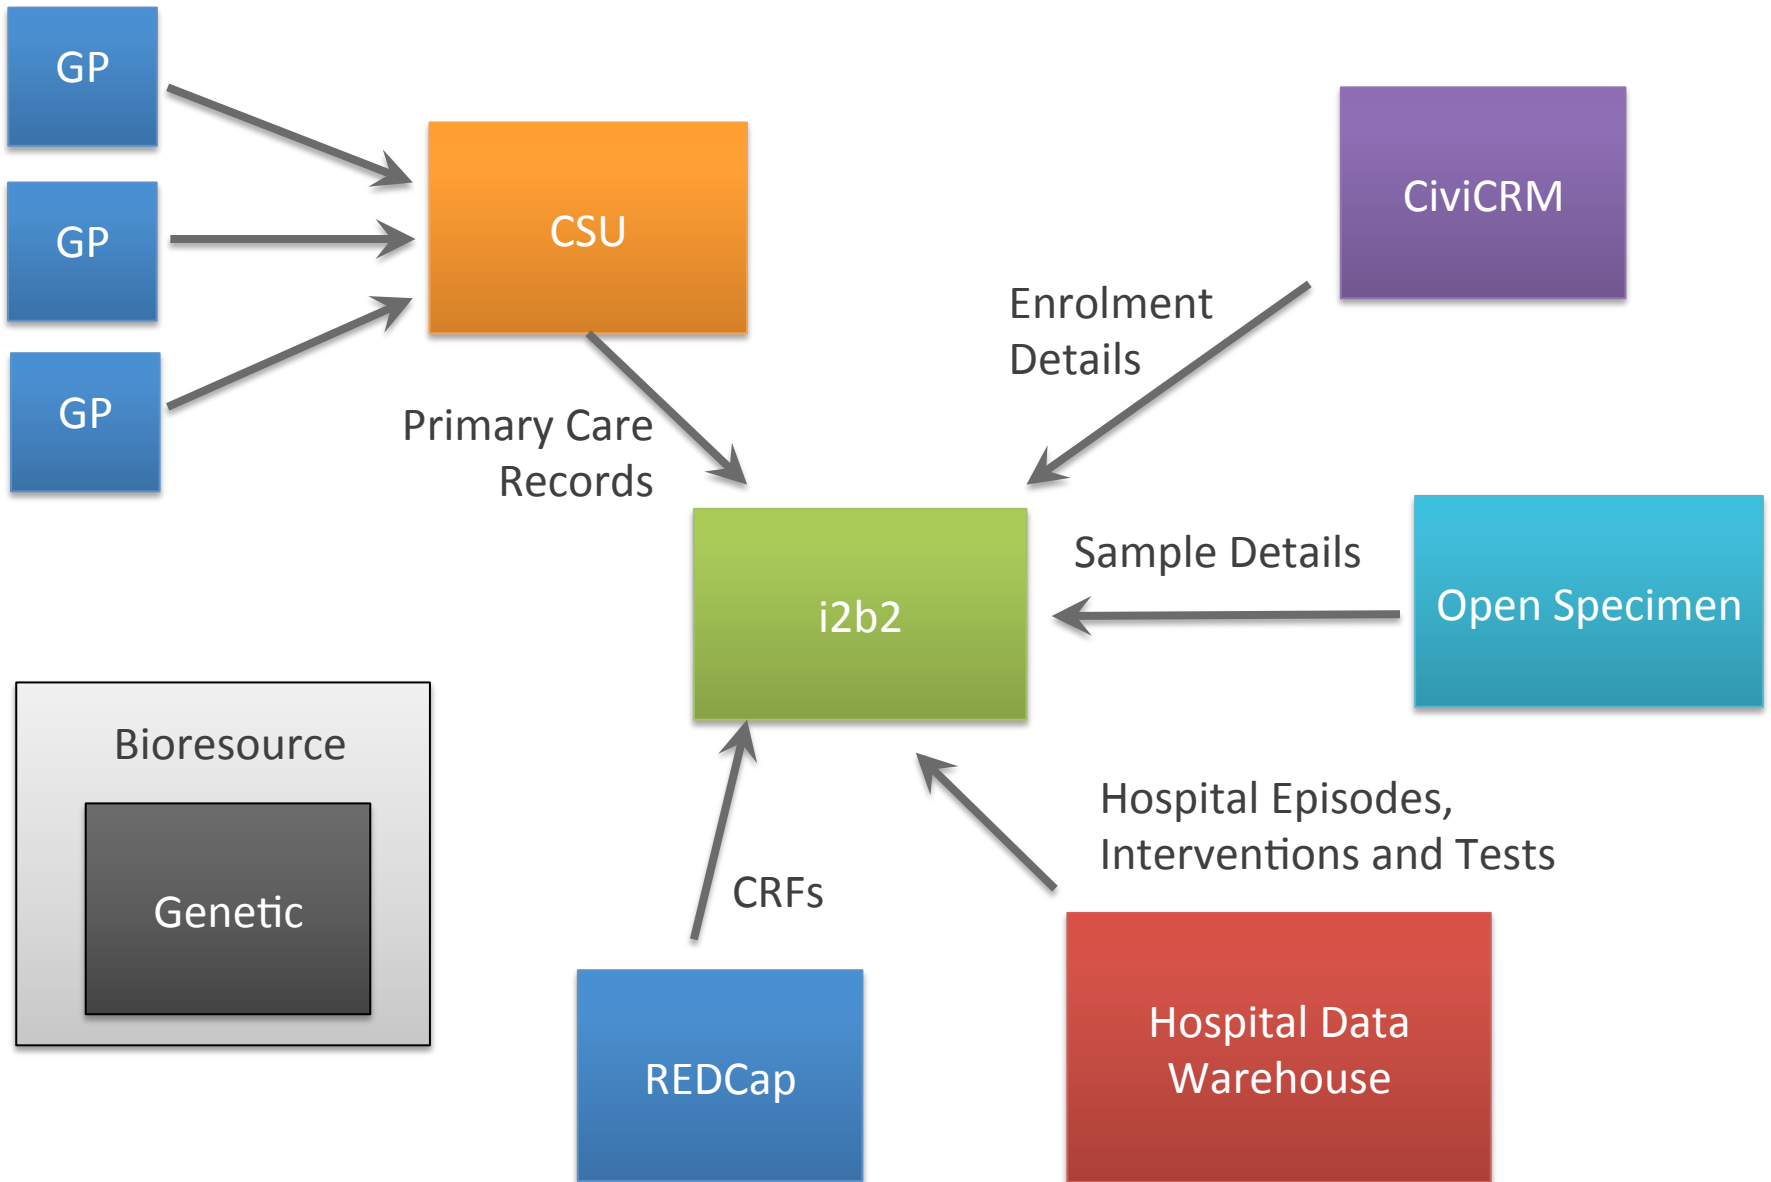 GP
GP
GP
CSU
CiviCRM
Enrolment
Details
Primary Care
Records
i2b2
Sample Details
Open Specimen
Bioresource
Genetic
CRFs
Hospital Episodes,
Interventions and Tests
REDCap
Hospital Data
Warehouse